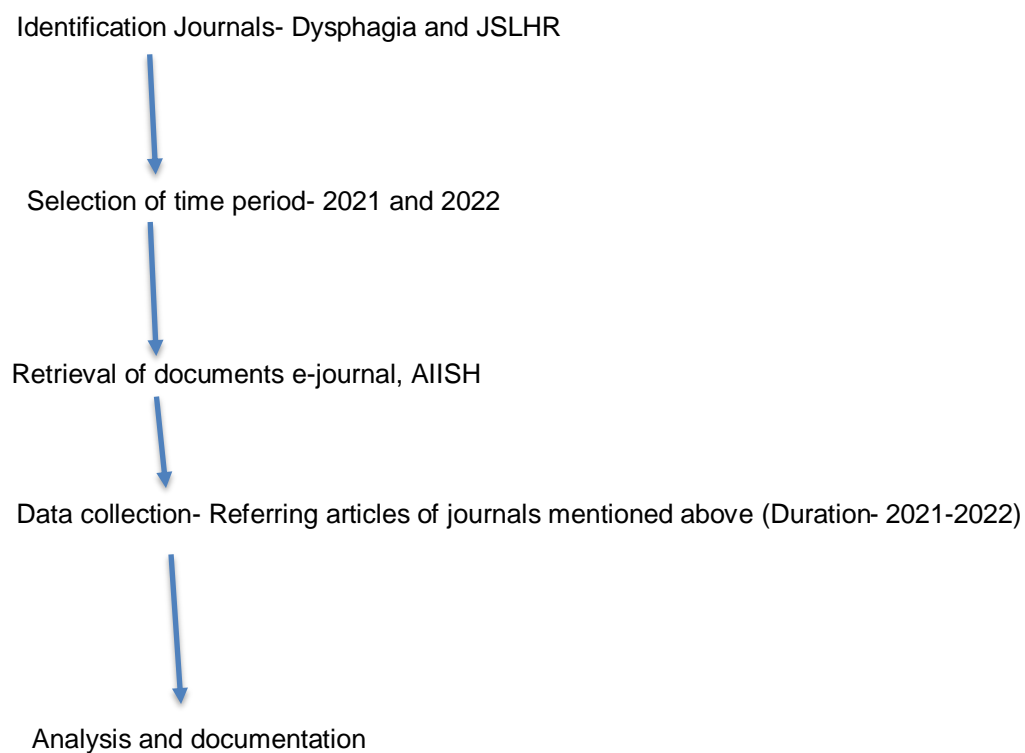 Identification Journals- Dysphagia and JSLHR
Selection of time period- 2021 and 2022
Retrieval of documents e-journal, AIISH
Data collection- Referring articles of journals mentioned above (Duration- 2021-2022)
Analysis and documentation